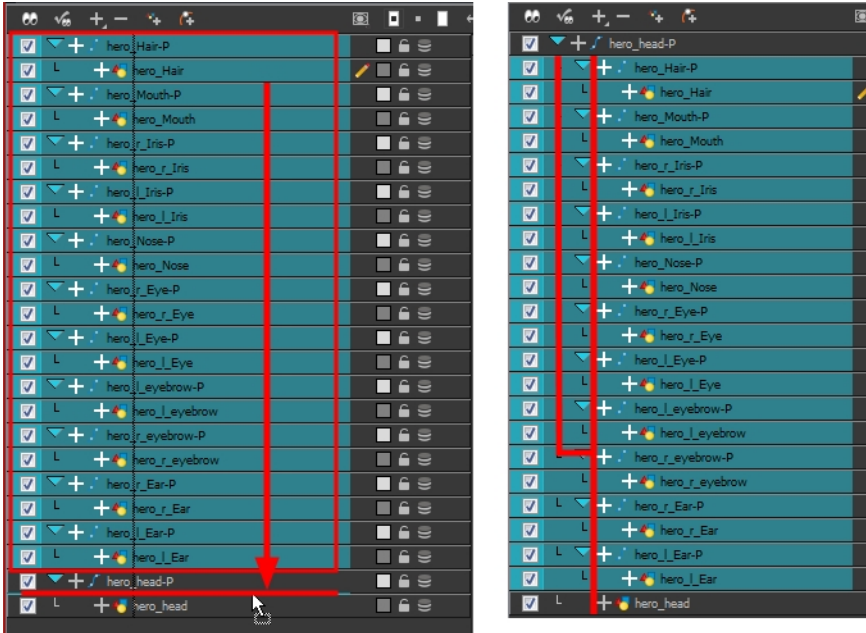 hero_Hair-P
hero_Hair
hero_Mouth-P
hero_Mouth
hero_r_Iris-P
hero_r_Iris
hero_l_Iris-P
hero_l_Iris
hero_Nose-P
hero_Nose
hero_r_Eye-P
hero_r_Eye
hero_l_Eye-P
hero_l_Eye
hero_l_eyebrow-P
hero_l_eyebrow
hero_r_eyebrow-P
hero_r_eyebrow
hero_r_Ear-P
hero_r_Ear
hero_l_Ear-P
hero_l_Ear
hero_head-P
hero_head
hero_head-P
hero_Hair-P
hero_Hair
hero_Mouth-P
hero_Mouth
hero_r_Iris-P
hero_r_Iris
hero_l_Iris-P
hero_l_Iris
hero_Nose-P
hero_Nose
hero_r_Eye-P
hero_r_Eye
hero_l_Eye-P
hero_l_Eye
hero_l_eyebrow-P
hero_l_eyebrow
hero_r_eyebrow-P
hero_r_eyebrow
hero_r_Ear-P
hero_r_Ear
hero_l_Ear-P
hero_l_Ear
hero_head